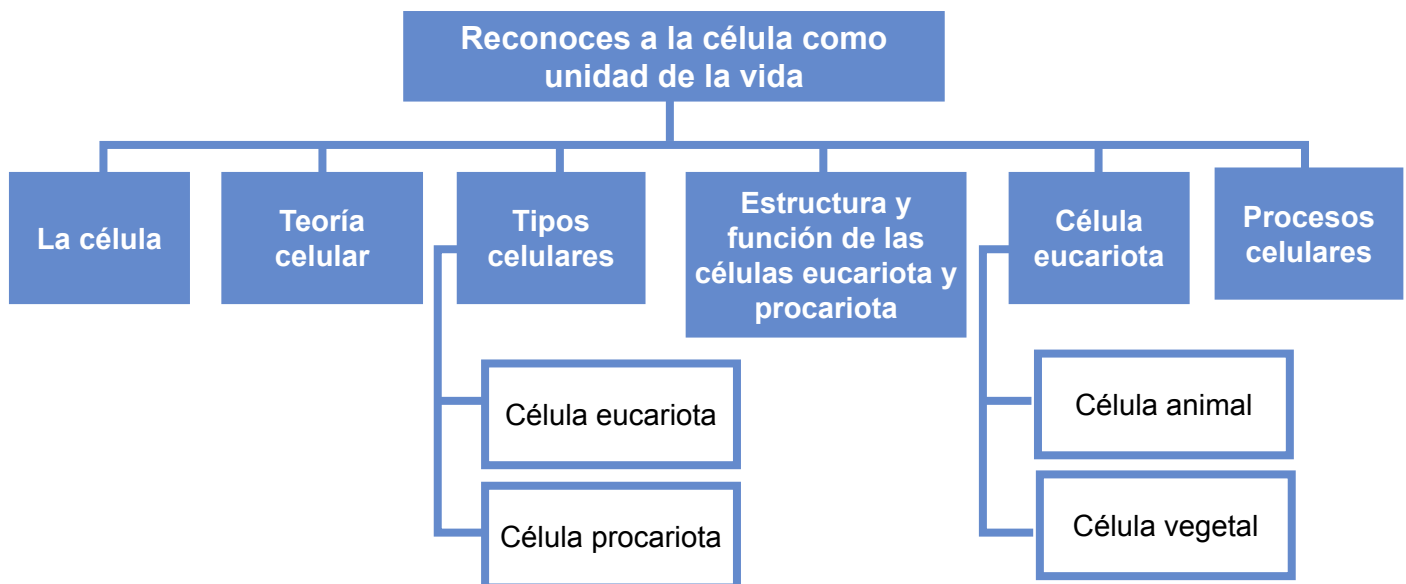 Reconoces a la célula como
unidad de la vida
La célula
Teoría
celular
Tipos
celulares
Estructura y
función de las
células eucariota y
procariota
Célula
eucariota
Procesos
celulares
Célula eucariota
Célula procariota
Célula animal
Célula vegetal